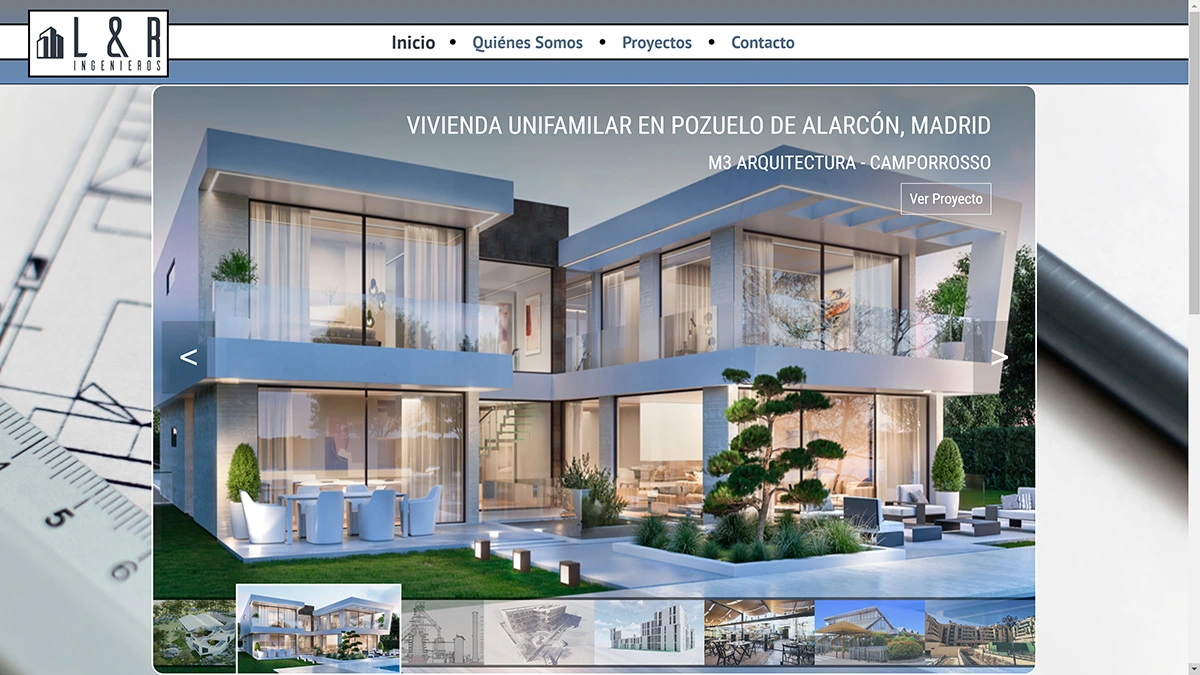 L & R
INGENIEROS
Inicio • Quiénes Somos • Proyectos • Contacto
VIVIENDA UNIFAMILAR EN POZUELO DE ALARCÓN, MADRID
M3 ARQUITECTURA - CAMPORROSSO
Ver Proyecto
< >
5
6